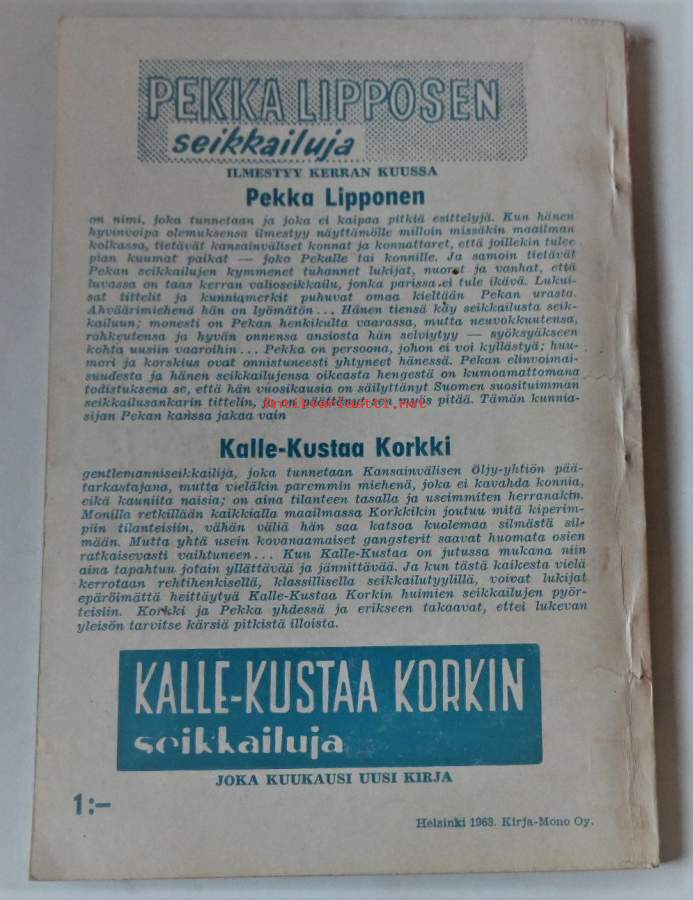 PEKKA LIPPOSEN
seikkailuja
ILMESTYY KERRAN KUUSSA
Pekka Lipponen
on nimi, joka tunnetaan ja joka ei kaipaa pitkiä esittelyjä. Kun hänen
hyvinvoipa olemuksensa ilmestyy näyttämölle milloin missäkin maailman
kolkassa, tietävät kansainväliset konnat ja konnattaret, että joillekin tulee
pian kuumat paikat — joko Pekalle tai konnille. Ja samoin tietävät
Pekan seikkailujen kymmenet tuhannet lukijat, nuoret ja vanhat, että
luvassa on taas kerran valioseikkailu, jonka parissa ei tule ikävä. Lukui-
sat tittelit ja kunniamerkit puhuvat omaa kieltään Pekan urasta.
Ahväärimiehenä hän on lyömätön... Hänen tiensä käy seikkailusta seik-
kailuun; monesti on Pekan henkikulta vaarassa, mutta neuvokkuutensa,
rohkeutensa ja hyvän onnensa ansiosta hän selviytyy — syöksyäkseen
kohta uusiin vaaroihin... Pekka on persoona, johon ei voi kyllästyä; huu-
mori ja korskius ovat onnistuneesti yhtyneet hänessä. Pekan elinvoimai-
suudesta ja hänen seikkailujensa oikeasta hengestä on kumoamattomana
todistuksena se, että hän vuosikausia on säilyttänyt Suomen suosituimman
seikkailusankarin tittelin, ja on päättänyt sen myös pitää. Tämän kunnia-
sijan Pekan kanssa jakaa vain
Kalle-Kustaa Korkki
gentlemanniseikkailija, joka tunnetaan Kansainvälisen Öljy-yhtiön pää-
tarkastajana, mutta vieläkin paremmin miehenä, joka ei kavahda konnia,
eikä kauniita naisia; on aina tilanteen tasalla ja useimmiten herranakin.
Monilla retkillään kaikkialla maailmassa Korkkikin joutuu mitä kiperim-
piin tilanteisiin, vähän väliä hän saa katsoa kuolemaa silmästä sil-
mään. Mutta yhtä usein kovanaamaiset gangsterit saavat huomata osien
ratkaisevasti vaihtuneen... Kun Kalle-Kustaa on jutussa mukana niin
aina tapahtuu jotain yllättävää ja jännittävää. Ja kun tästä kaikesta vielä
kerrotaan rehtihenkisellä, klassillisella seikkailutyylillä, voivat lukijat
epäröimättä heittäytyä Kalle-Kustaa Korkin huimien seikkailujen pyör-
teisiin. Korkki ja Pekka yhdessä ja erikseen takaavat, ettei lukevan
yleisön tarvitse kärsiä pitkistä illoista.
KALLE-KUSTAA KORKIN
seikkailuja
JOKA KUUKAUSI UUSI KIRJA
1:—
Helsinki 1963. Kirja-Mono Oy.